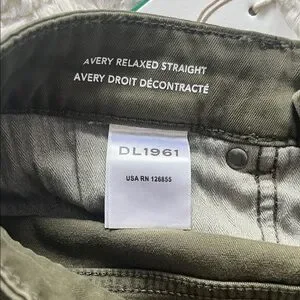 AVERY RELAXED STRAIGHT
AVERY DROIT DÉCONTRACTÉ
DL1961
USA RN 126855